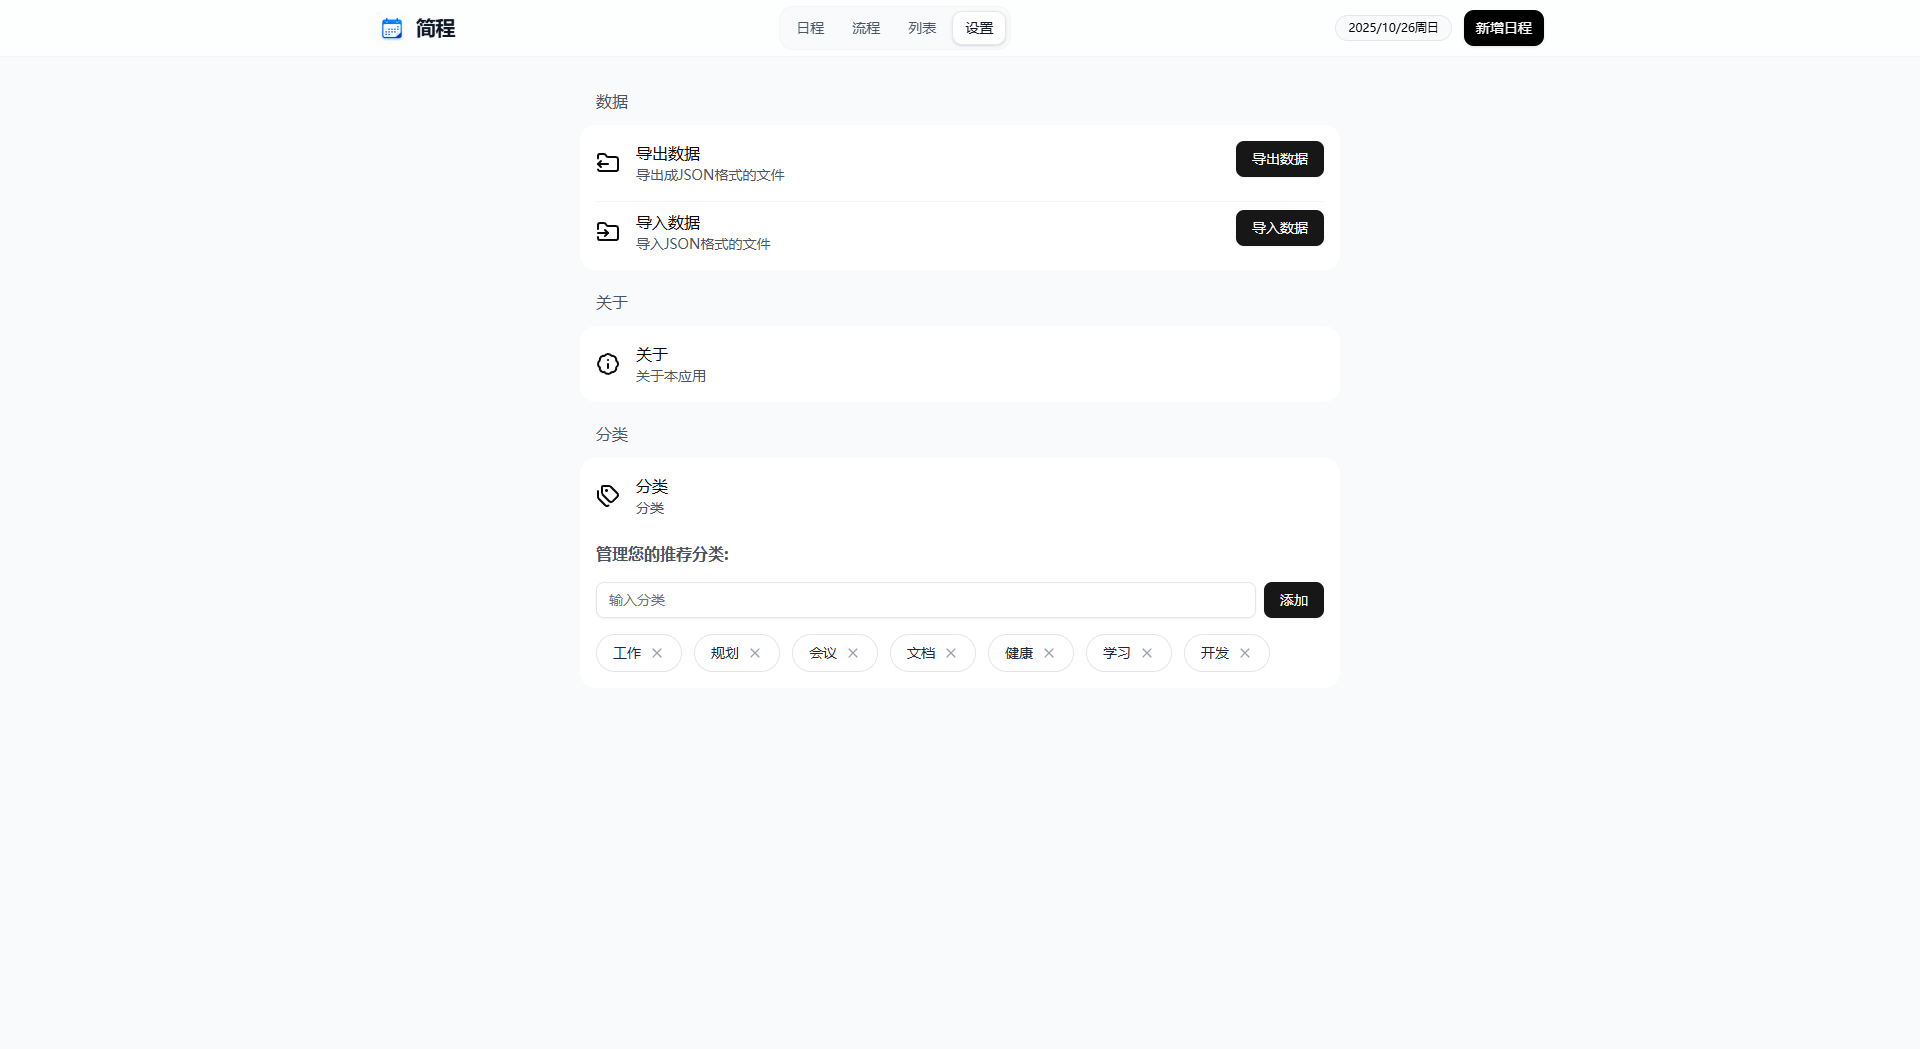 简程
日程 流程 列表 设置
2025/10/26周日
新增日程
数据
导出数据
导出成JSON格式的文件
导出数据
导入数据
导入JSON格式的文件
导入数据
关于
关于
关于本应用
分类
分类
分类
管理您的推荐分类:
输入分类
添加
工作 规划 会议 文档 健康 学习 开发